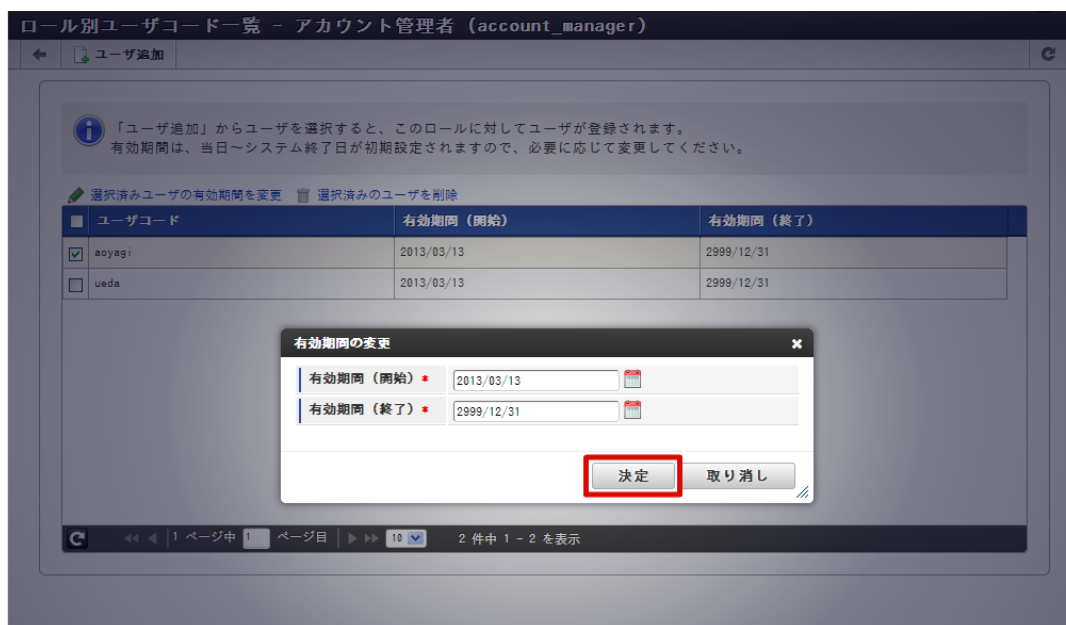 ロール別ユーザコード一覧 - アカウント管理者 (account_manager)
ユーザ追加
「ユーザ追加」からユーザを選択すると、このロールに対してユーザが登録されます。
有効期間は、当日～システム終了日が初期設定されますので、必要に応じて変更してください。
選択済みユーザの有効期間を変更 選択済みのユーザを削除
ユーザコード 有効期間（開始） 有効期間（終了）
aoyagi 2013/03/13 2999/12/31
ueda 2013/03/13 2999/12/31
有効期間の変更
有効期間（開始）* 2013/03/13
有効期間（終了）* 2999/12/31
決定 取り消し
1 ページ中 1 ページ目 10 2 件中 1 - 2 を表示